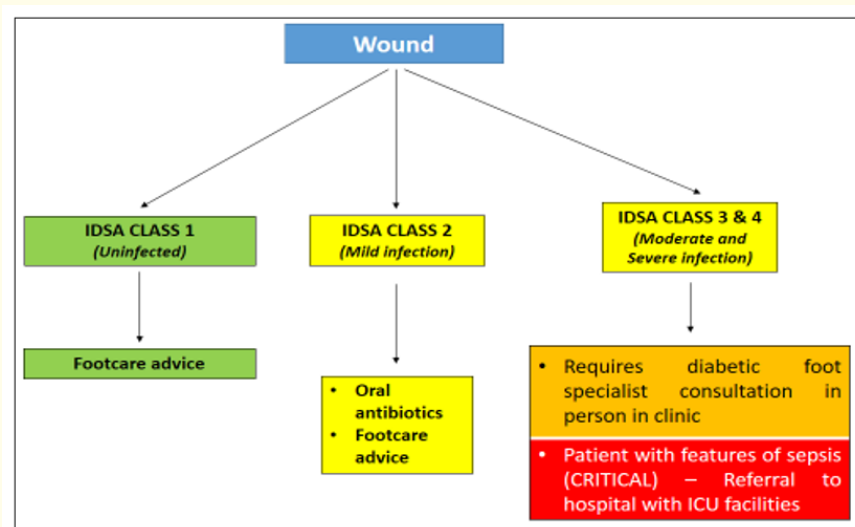 Wound
IDSA CLASS 1
(Uninfected)
IDSA CLASS 2
(Mild infection)
IDSA CLASS 3 & 4
(Moderate and
Severe infection)
Footcare advice
• Oral
antibiotics
• Footcare
advice
• Requires diabetic foot
specialist consultation in
person in clinic
• Patient with features of sepsis
(CRITICAL) – Referral to
hospital with ICU facilities